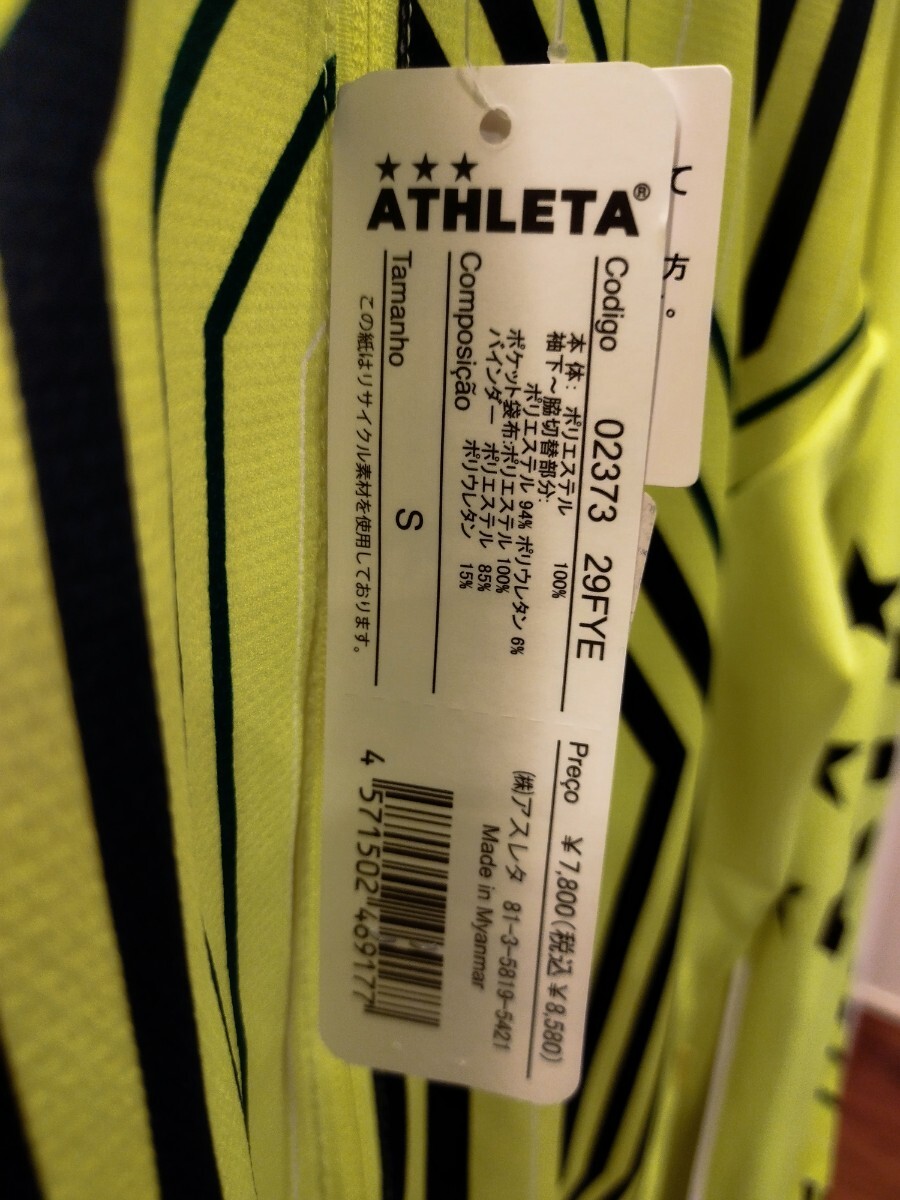 ★★★
ATHLETA®
Codigo 02373 29FYE
本体: ポリエステル 100%
袖下～脇切替部分:
ポリエステル 94% ポリウレタン 6%
ポケット袋布:ポリエステル 100%
バインダー ポリエステル 85%
ポリウレタン 15%
Composição
Tamanho S
この紙はリサイクル素材を使用しております。
Preço ¥7,800(税込¥8,580)
㈱アスレタ 81-3-5819-5421
Made in Myanmar
4 571502 469177
て
方。